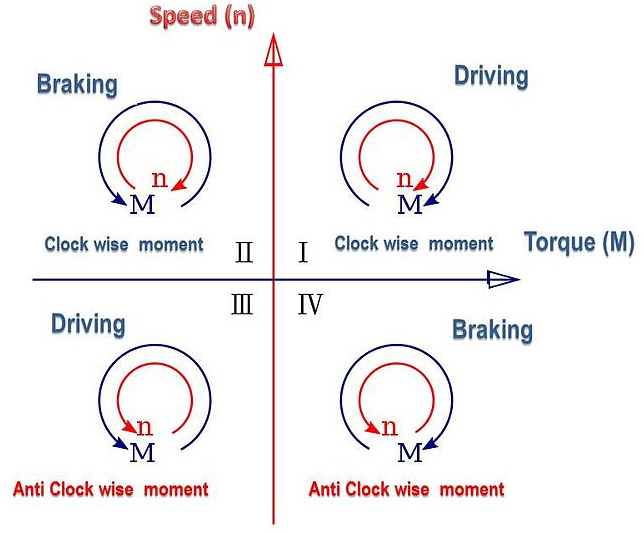 Speed (n)
Braking
Driving
n
M
n
M
Clock wise moment
II
I
Clock wise moment
Torque (M)
III
IV
Driving
Braking
n
M
n
M
Anti Clock wise moment
Anti Clock wise moment